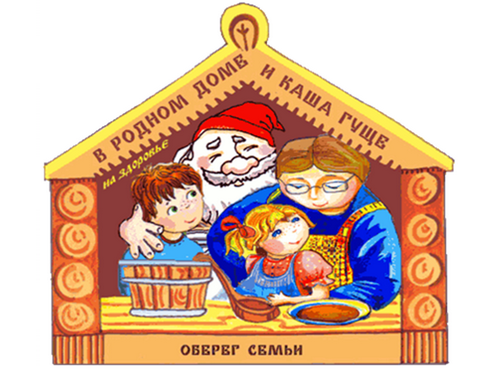 В РОДНОМ ДОМЕ
И КАША ГУЩЕ
на здоровье
ОБЕРЕГ СЕМЬИ